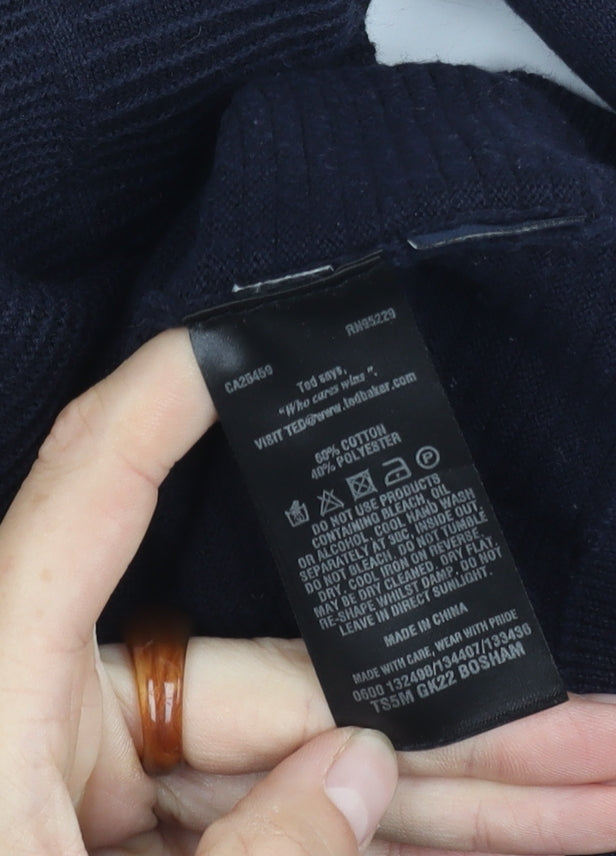 RN95229
CA26459
Ted says,
"Who cares wins".
VISIT TED@www.tedbaker.com
60% COTTON
40% POLYESTER
DO NOT USE PRODUCTS
CONTAINING BLEACH, OIL
OR ALCOHOL. COOL HAND WASH
SEPARATELY AT 30C, INSIDE OUT.
DO NOT BLEACH. DO NOT TUMBLE
DRY. COOL IRON ON REVERSE.
MAY BE DRY CLEANED. DRY FLAT.
RE-SHAPE WHILST DAMP. DO NOT
LEAVE IN DIRECT SUNLIGHT.
MADE IN CHINA
MADE WITH CARE, WEAR WITH PRIDE
0600 132498/134407/133436
TS5M GK22 BOSHAM